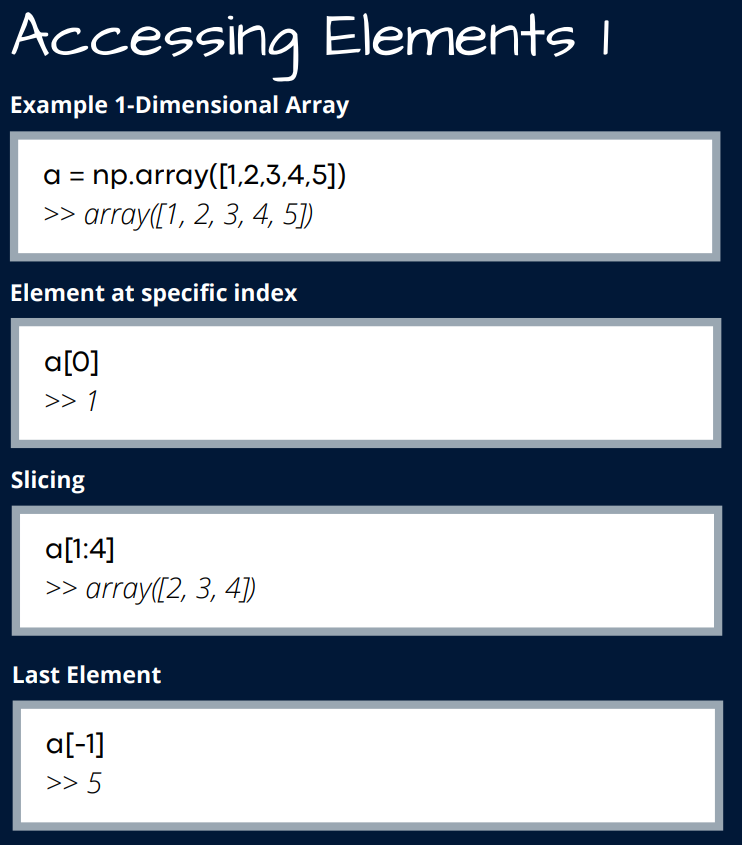 Accessing Elements 1
Example 1-Dimensional Array
a = np.array([1,2,3,4,5])
>> array([1, 2, 3, 4, 5])
Element at specific index
a[0]
>> 1
Slicing
a[1:4]
>> array([2, 3, 4])
Last Element
a[-1]
>> 5